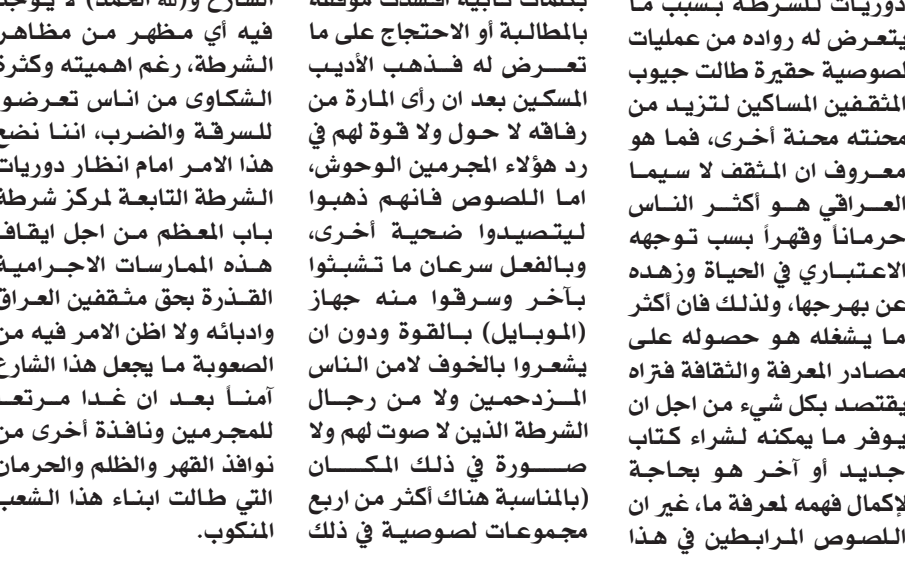 دوريات للشرطة بسبب ما
يتعرض له رواده من عمليات
لصوصية حقيرة طالت جيوب
المثقفين المساكين لتزيد من
محنته محنة أخرى، فما هو
معروف ان المثقف لا سيما
العراقي هو أكثر الناس
حرماناً وقهراً بسب توجهه
الاعتباري في الحياة وزهده
عن بهرجها، ولذلك فان أكثر
ما يشغله هو حصوله على
مصادر المعرفة والثقافة فتراه
يقتصد بكل شيء من اجل ان
يوفر ما يمكنه لشراء كتاب
جديد أو آخر هو بحاجة
لإكمال فهمه لمعرفة ما، غير ان
اللصوص المرابطين في هذا
بكلمات نابية افسدت موقفه
بالمطالبة أو الاحتجاج على ما
تعرض له فذهب الأديب
المسكين بعد ان رأى المارة من
رفاقه لا حول ولا قوة لهم في
رد هؤلاء المجرمين الوحوش،
اما اللصوص فانهم ذهبوا
ليتصيدوا ضحية أخرى،
وبالفعل سرعان ما تشبثوا
بآخر وسرقوا منه جهاز
(الموبايل) بالقوة ودون ان
يشعروا بالخوف لامن الناس
المزدحمين ولا من رجال
الشرطة الذين لا صوت لهم ولا
صورة في ذلك المكان
(بالمناسبة هناك أكثر من اربع
مجموعات لصوصية في ذلك
الشارع و(لله الحمد) لا يوجد
فيه أي مظهر من مظاهر
الشرطة، رغم اهميته وكثرة
الشكاوى من اناس تعرضوا
للسرقة والضرب، اننا نضع
هذا الامر امام انظار دوريات
الشرطة التابعة لمركز شرطة
باب المعظم من اجل ايقاف
هذه الممارسات الاجرامية
القذرة بحق مثقفين العراق
وادبائه ولا اظن الامر فيه من
الصعوبة ما يجعل هذا الشارع
آمناً بعد ان غدا مرتعا
للمجرمين ونافذة أخرى من
نوافذ القهر والظلم والحرمان
التي طالت ابناء هذا الشعب
المنكوب.